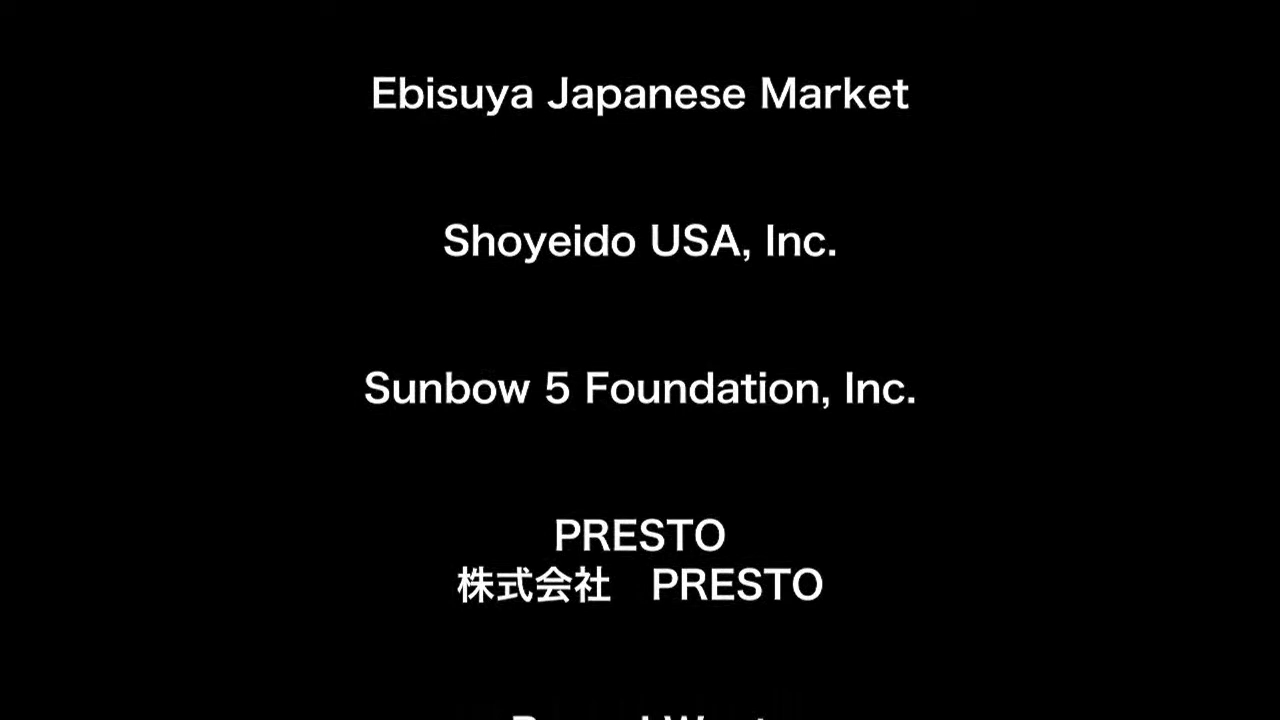 Ebisuya Japanese Market
Shoyeido USA, Inc.
Sunbow 5 Foundation, Inc.
PRESTO
株式会社　PRESTO